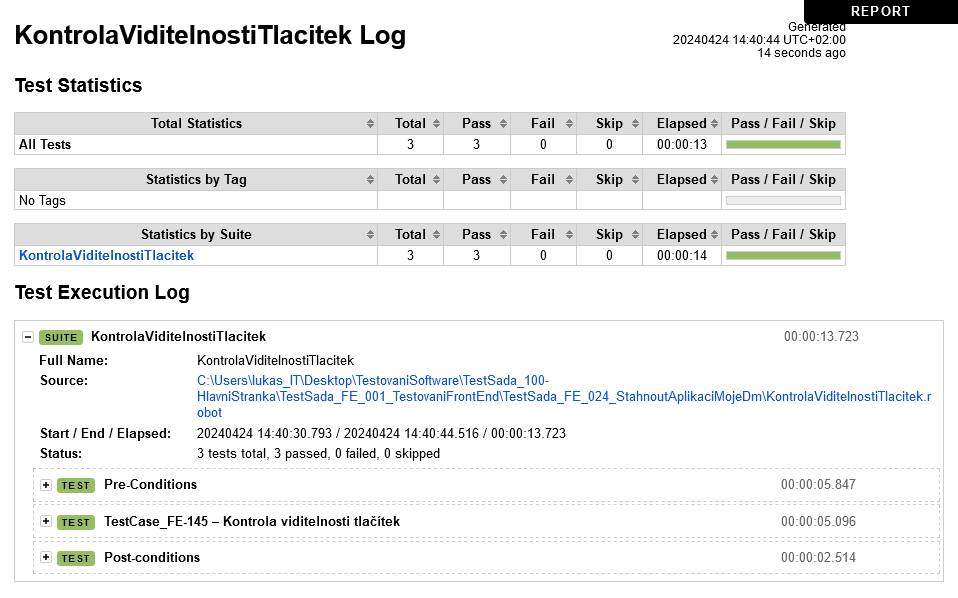 REPORT
KontrolaViditelnostiTlacitek Log
Generated
20240424 14:40:44 UTC+02:00
14 seconds ago
Test Statistics
Total Statistics Total Pass Fail Skip Elapsed Pass / Fail / Skip
All Tests 3 3 0 0 00:00:13
Statistics by Tag Total Pass Fail Skip Elapsed Pass / Fail / Skip
No Tags
Statistics by Suite Total Pass Fail Skip Elapsed Pass / Fail / Skip
KontrolaViditelnostiTlacitek 3 3 0 0 00:00:14
Test Execution Log
SUITE KontrolaViditelnostiTlacitek 00:00:13.723
Full Name: KontrolaViditelnostiTlacitek
Source: C:\Users\lukas_IT\Desktop\TestovaniSoftware\TestSada_100-
HlavniStranka\TestSada_FE_001_TestovaniFrontEnd\TestSada_FE_024_StahnoutAplikaciMojeDm\KontrolaViditelnostiTlacitek.r
obot
Start / End / Elapsed: 20240424 14:40:30.793 / 20240424 14:40:44.516 / 00:00:13.723
Status: 3 tests total, 3 passed, 0 failed, 0 skipped
TEST Pre-Conditions 00:00:05.847
TEST TestCase_FE-145 – Kontrola viditelnosti tlačítek 00:00:05.096
TEST Post-conditions 00:00:02.514